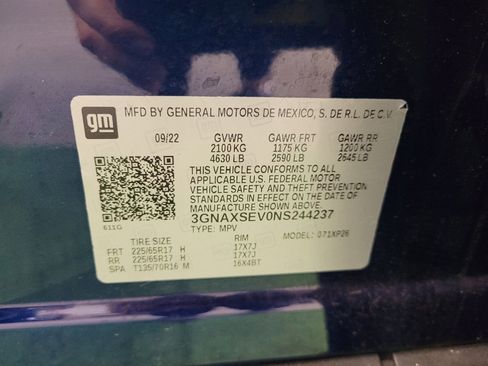 gm
MFD BY GENERAL MOTORS DE MEXICO, S. DE R.L. DE C.V.
09/22 GVWR GAWR FRT GAWR RR
2100 KG 1175 KG 1200 KG
4630 LB 2590 LB 2645 LB
THIS VEHICLE CONFORMS TO ALL
APPLICABLE U.S. FEDERAL MOTOR
VEHICLE SAFETY AND THEFT PREVENTION
STANDARDS IN EFFECT ON THE DATE OF
MANUFACTURE SHOWN ABOVE.
3GNAXSEV0NS244237
611G
TYPE: MPV MODEL: 071XP26
TIRE SIZE RIM
FRT 225/65R17 H 17X7J
RR 225/65R17 H 17X7J
SPA T135/70R16 M 16X4BT